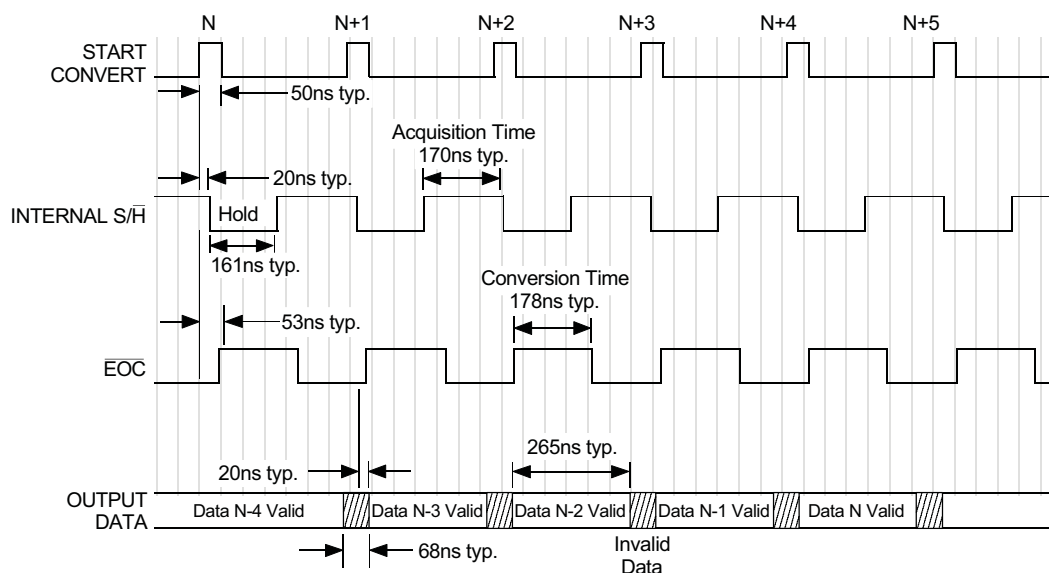 N N+1 N+2 N+3 N+4 N+5
START
CONVERT
50ns typ.
Acquisition Time
170ns typ.
20ns typ.
INTERNAL S/H̅
Hold
161ns typ.
Conversion Time
178ns typ.
53ns typ.
E̅O̅C̅
265ns typ.
20ns typ.
OUTPUT
DATA
Data N-4 Valid Data N-3 Valid Data N-2 Valid Data N-1 Valid Data N Valid
68ns typ.
Invalid
Data